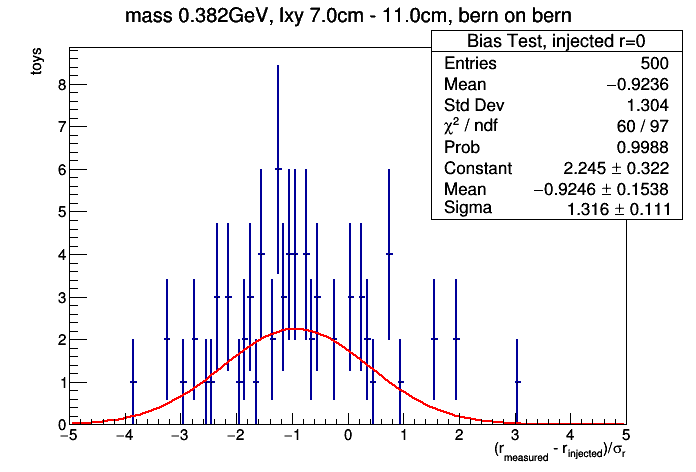 mass 0.382GeV, lxy 7.0cm - 11.0cm, bern on bern
Bias Test, injected r=0
Entries 500
Mean −0.9236
Std Dev 1.304
χ² / ndf 60 / 97
Prob 0.9988
Constant 2.245 ± 0.322
Mean −0.9246 ± 0.1538
Sigma 1.316 ± 0.111
toys
8
7
6
5
4
3
2
1
0
−5 −4 −3 −2 −1 0 1 2 3 4 5
(r_measured - r_injected)/σ_r